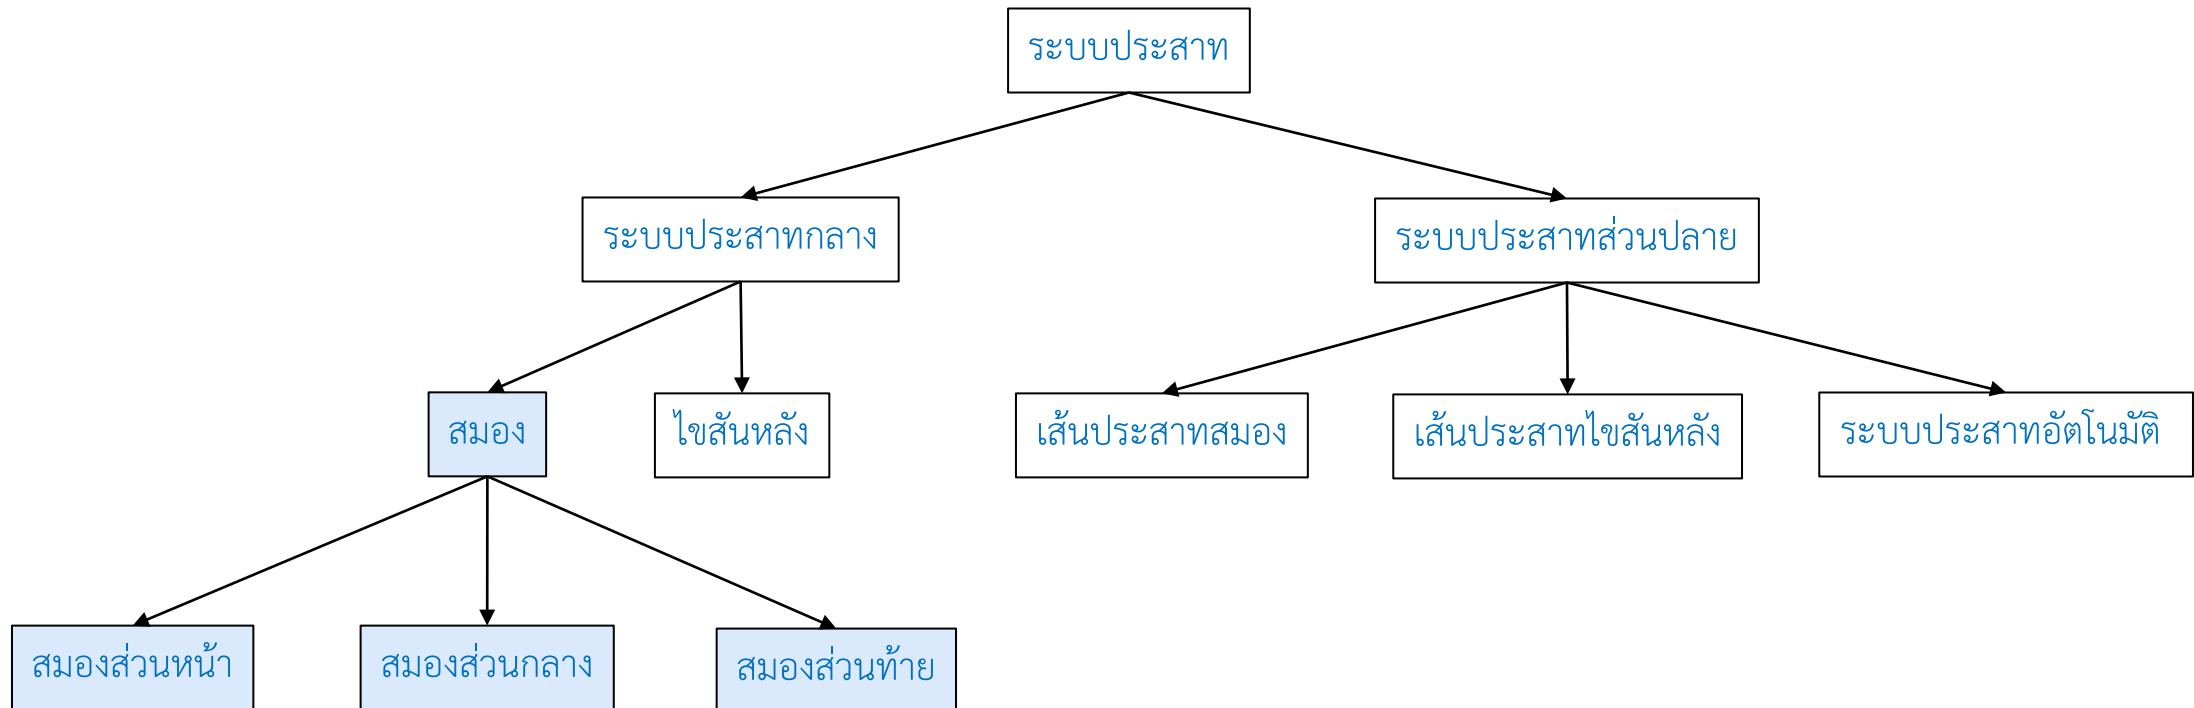 ระบบประสาท
ระบบประสาทกลาง
ระบบประสาทส่วนปลาย
สมอง
ไขสันหลัง
เส้นประสาทสมอง
เส้นประสาทไขสันหลัง
ระบบประสาทอัตโนมัติ
สมองส่วนหน้า
สมองส่วนกลาง
สมองส่วนท้าย